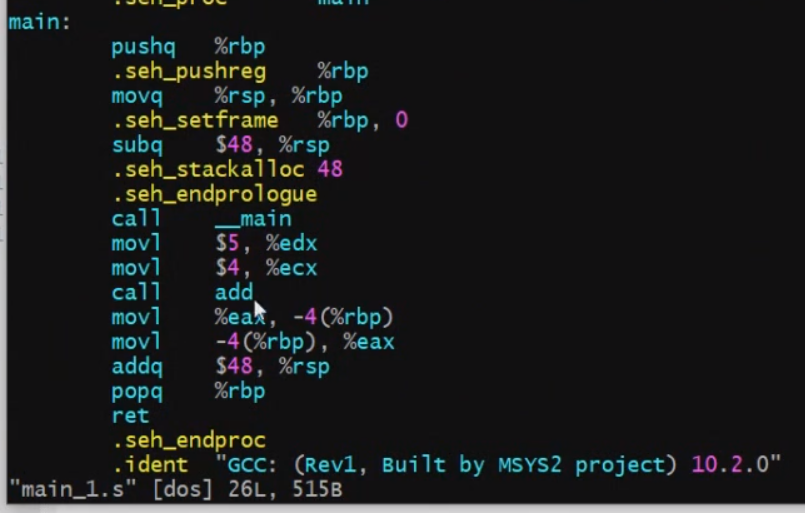 .seh_proc main
main:
pushq %rbp
.seh_pushreg %rbp
movq %rsp, %rbp
.seh_setframe %rbp, 0
subq $48, %rsp
.seh_stackalloc 48
.seh_endprologue
call __main
movl $5, %edx
movl $4, %ecx
call add
movl %eax, -4(%rbp)
movl -4(%rbp), %eax
addq $48, %rsp
popq %rbp
ret
.seh_endproc
.ident "GCC: (Rev1, Built by MSYS2 project) 10.2.0"
"main_1.s" [dos] 26L, 515B